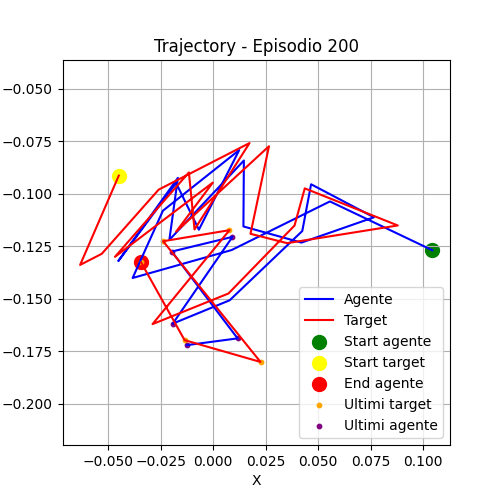 Trajectory - Episodio 200
−0.050
−0.075
−0.100
−0.125
−0.150
−0.175
−0.200
Agente
Target
Start agente
Start target
End agente
Ultimi target
Ultimi agente
−0.050 −0.025 0.000 0.025 0.050 0.075 0.100
X